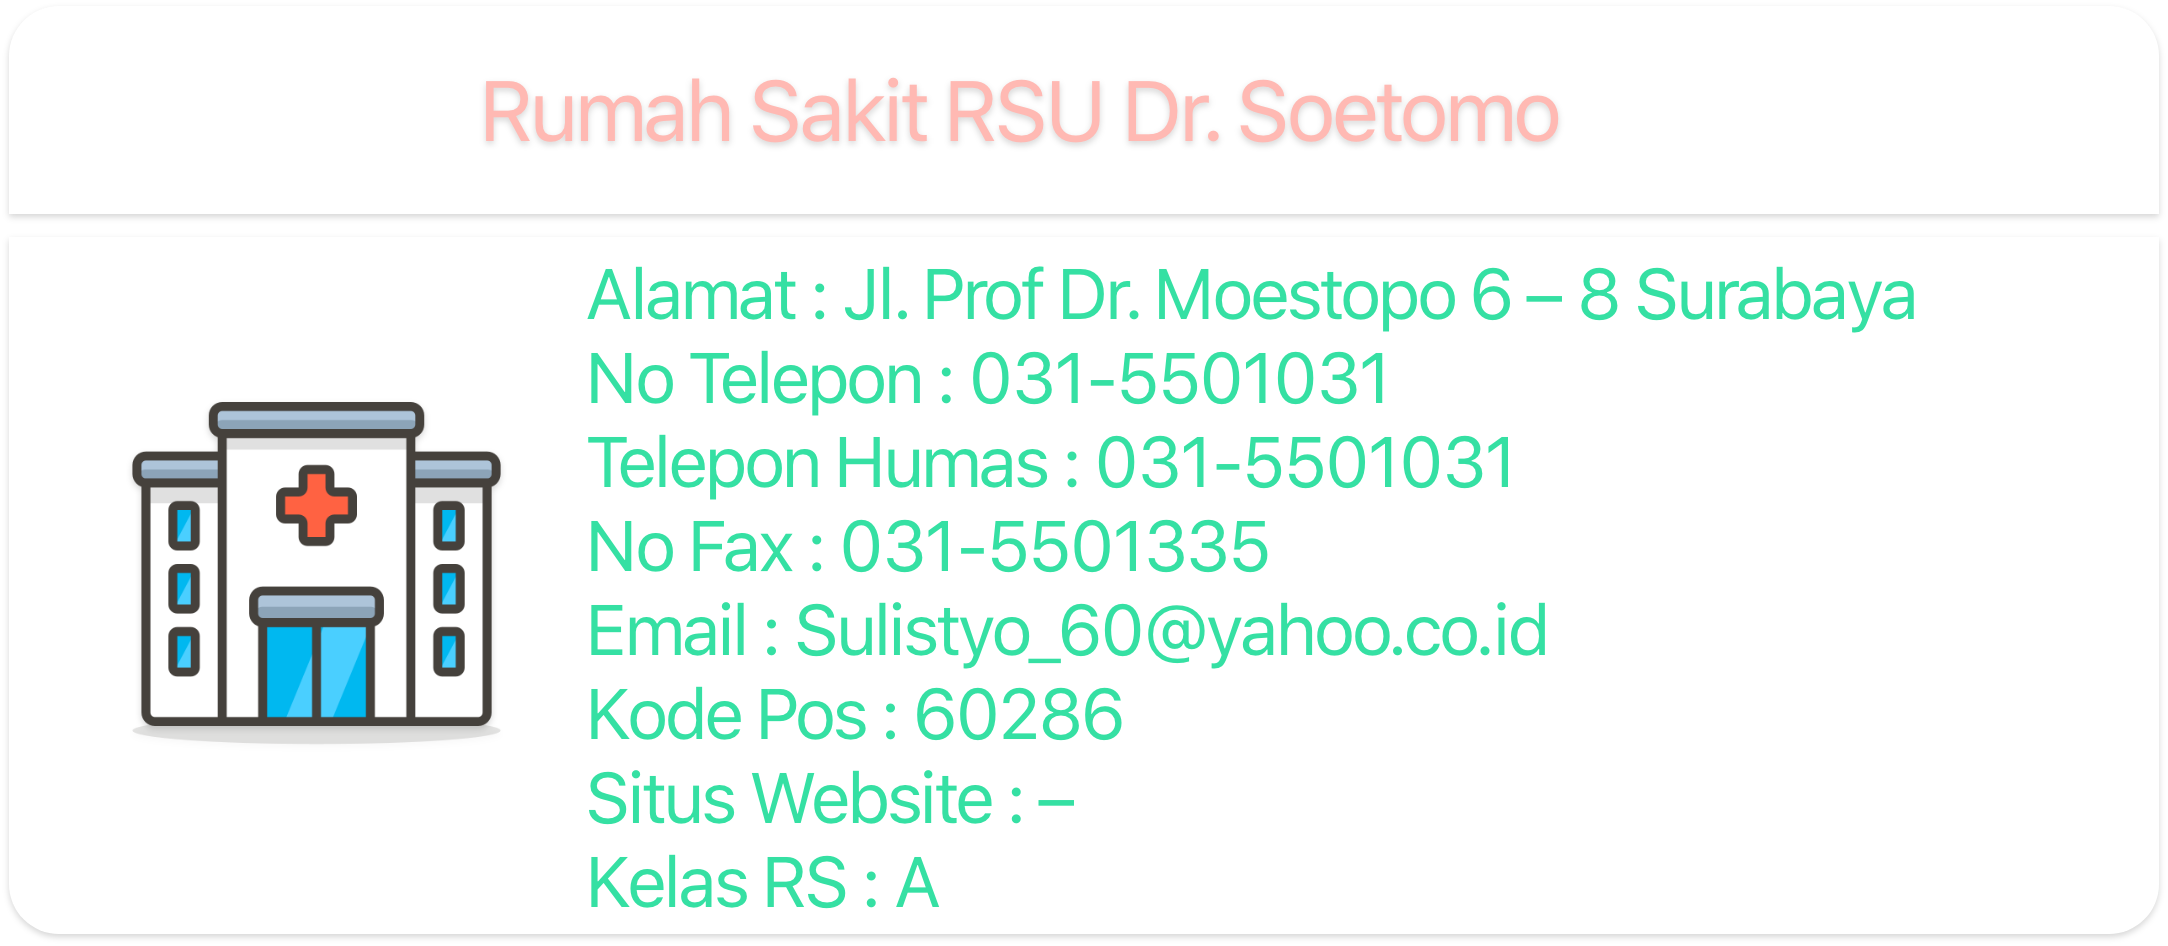 Rumah Sakit RSU Dr. Soetomo
Alamat : Jl. Prof Dr. Moestopo 6 – 8 Surabaya
No Telepon : 031-5501031
Telepon Humas : 031-5501031
No Fax : 031-5501335
Email : Sulistyo_60@yahoo.co.id
Kode Pos : 60286
Situs Website : –
Kelas RS : A